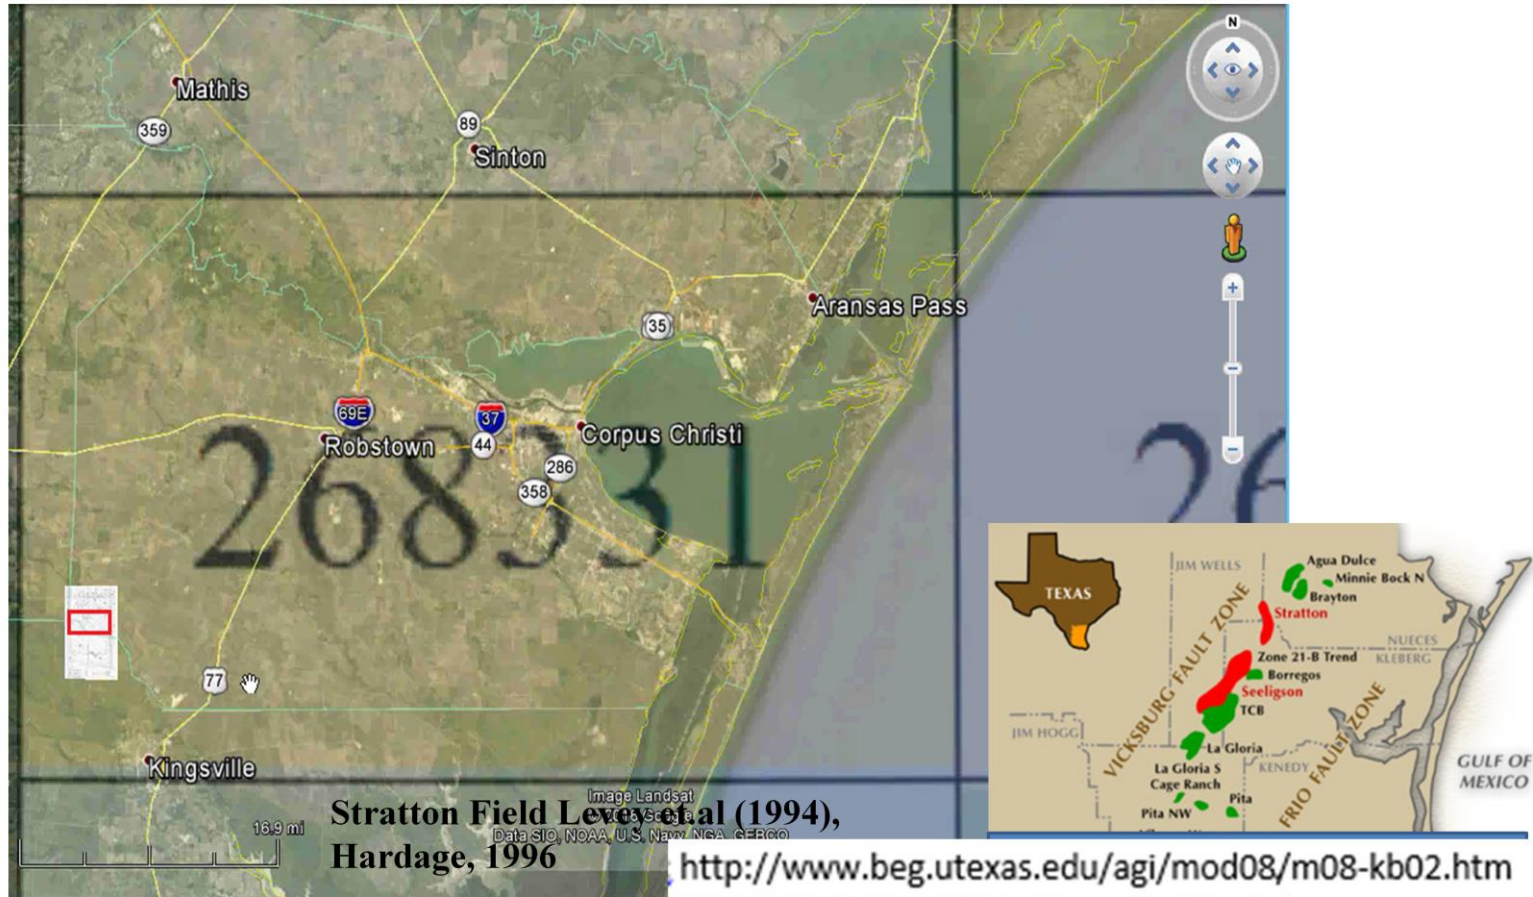 N
Mathis
359
89
Sinton
Aransas Pass
35
69E
37
Robstown
44
Corpus Christi
286
358
268331
26
77
Kingsville
16.9 mi
Image Landsat
Data SIO, NOAA, U.S. Navy, NGA, GEBCO
Stratton Field Levey et.al (1994),
Hardage, 1996
TEXAS
JIM WELLS
Agua Dulce
Minnie Bock N
Brayton
Stratton
NUECES
KLEBERG
Zone 21-B Trend
Borregos
Seeligson
TCB
VICKSBURG FAULT ZONE
FRIO FAULT ZONE
JIM HOGG
La Gloria
KENEDY
La Gloria S
Cage Ranch
Pita
Pita NW
GULF OF
MEXICO
http://www.beg.utexas.edu/agi/mod08/m08-kb02.htm